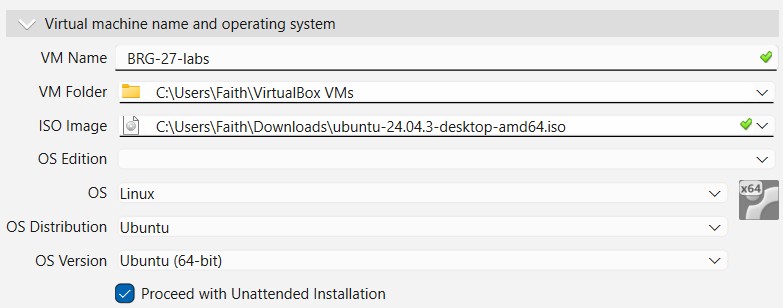 Virtual machine name and operating system
VM Name BRG-27-labs
VM Folder C:\Users\Faith\VirtualBox VMs
ISO Image C:\Users\Faith\Downloads\ubuntu-24.04.3-desktop-amd64.iso
OS Edition
OS Linux
x64
OS Distribution Ubuntu
OS Version Ubuntu (64-bit)
Proceed with Unattended Installation